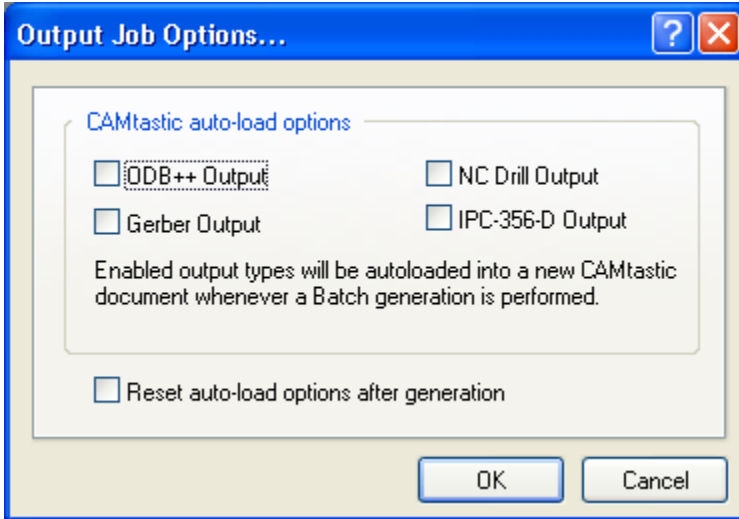 Output Job Options...
CAMtastic auto-load options
ODB++ Output
NC Drill Output
Gerber Output
IPC-356-D Output
Enabled output types will be autoloaded into a new CAMtastic
document whenever a Batch generation is performed.
Reset auto-load options after generation
OK
Cancel